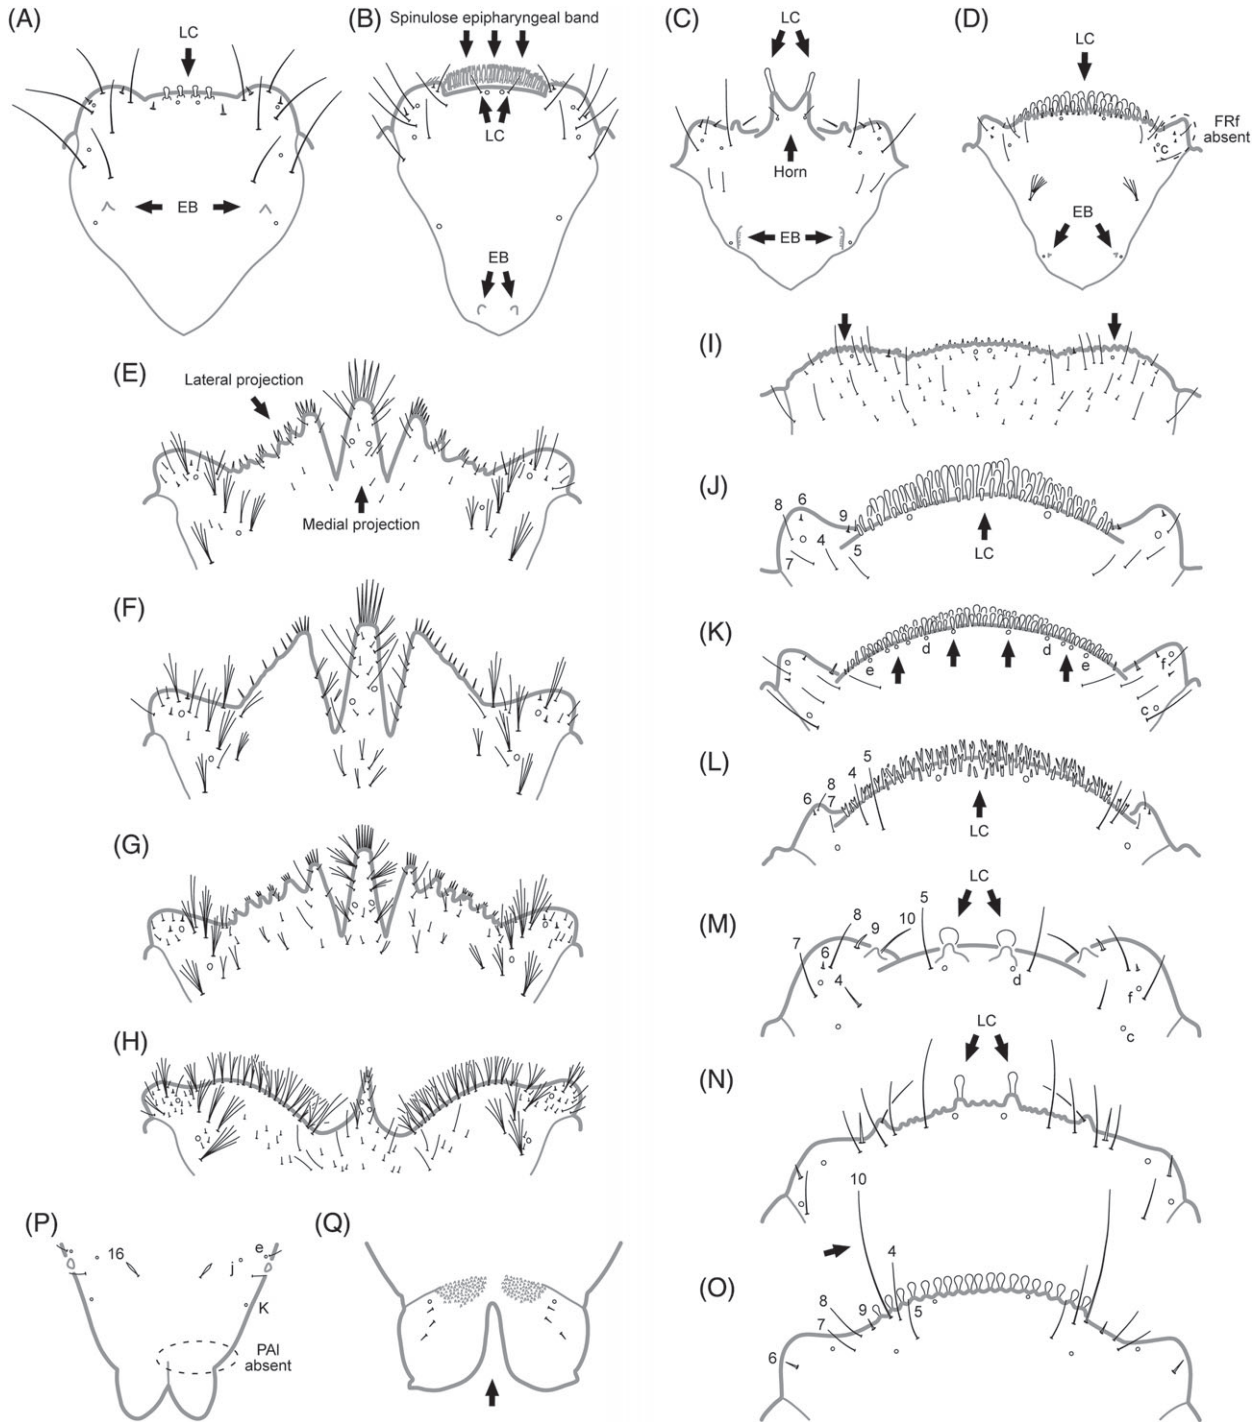 (A)
LC
EB
(B)
Spinulose epipharyngeal band
LC
EB
(C)
LC
Horn
EB
(D)
LC
FRf
absent
c
EB
(E)
Lateral projection
Medial projection
(F)
(G)
(H)
(I)
(J)
8 6 9
4
7 5
LC
(K)
e d d e f
c
(L)
5
4
8
6 7
LC
(M)
LC
5
10
8 9
7
6
4
d f
c
(N)
LC
(O)
10
4
8
9 5
7
6
(P)
16
e
j
K
PAl
absent
(Q)